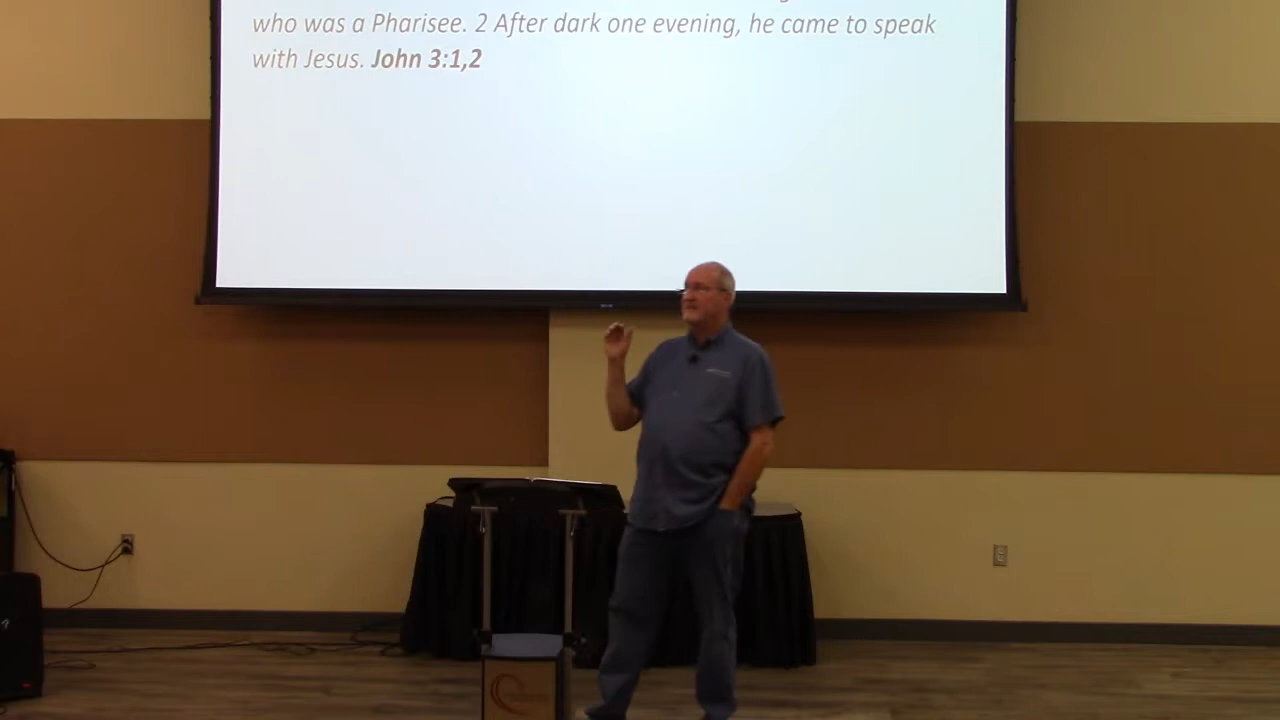 who was a Pharisee. 2 After dark one evening, he came to speak
with Jesus. John 3:1,2